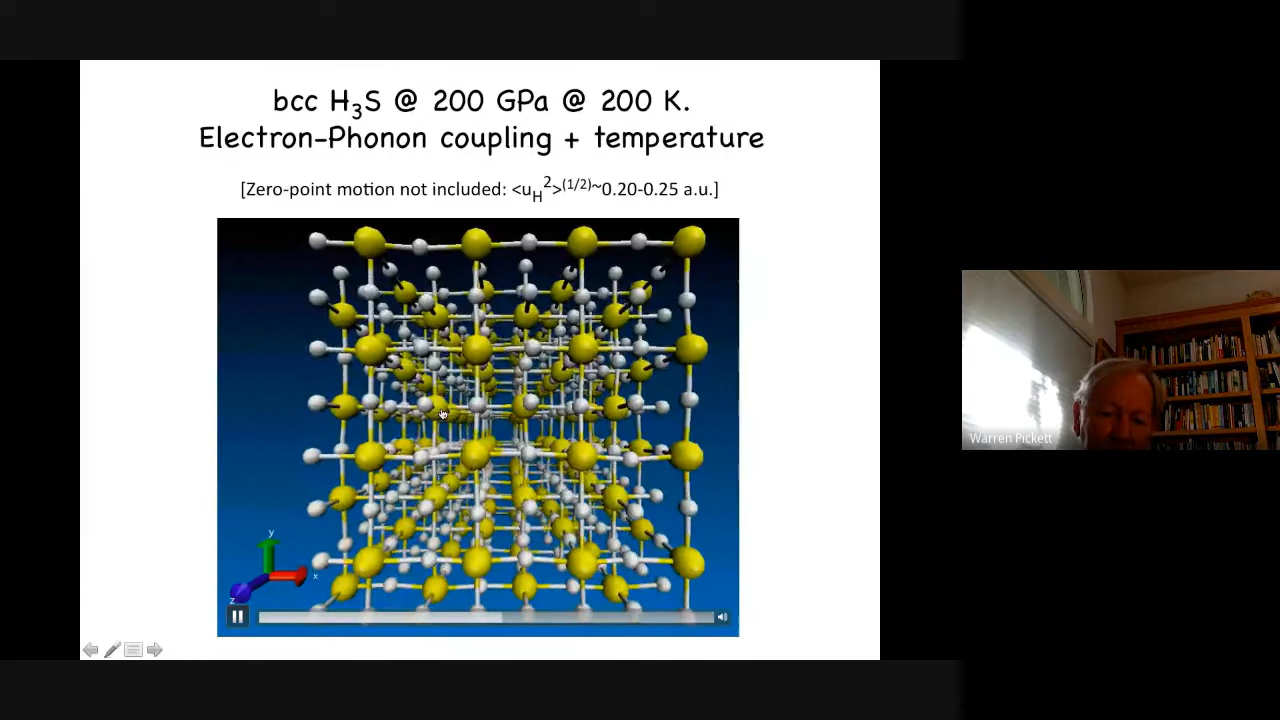 bcc H₃S @ 200 GPa @ 200 K.
Electron-Phonon coupling + temperature
[Zero-point motion not included: <u_H²>^(1/2)~0.20-0.25 a.u.]
y
x
z
Warren Pickett